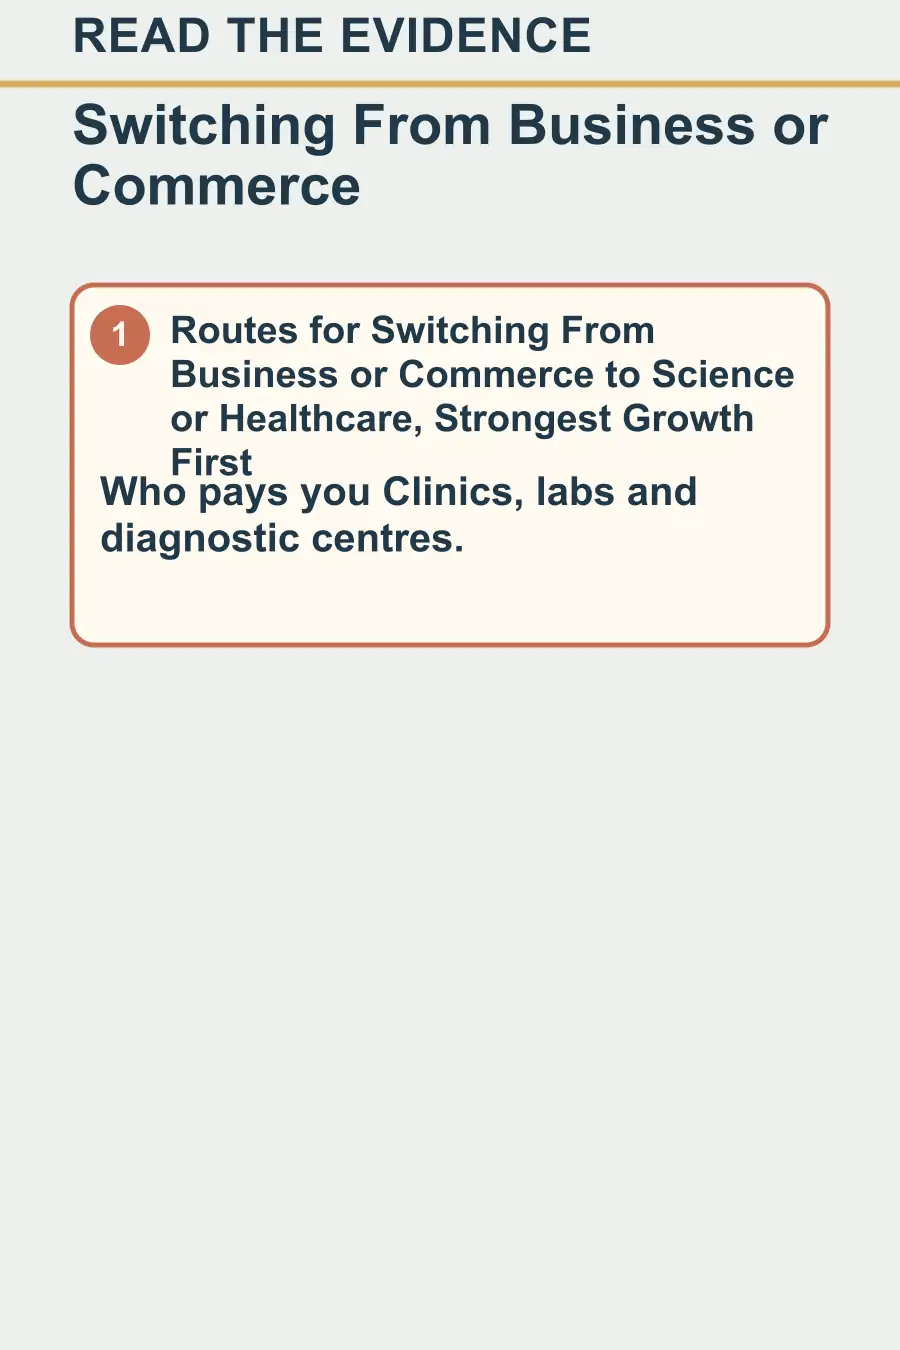 READ THE EVIDENCE
Switching From Business or
Commerce
1
Routes for Switching From
Business or Commerce to Science
or Healthcare, Strongest Growth
First
Who pays you Clinics, labs and
diagnostic centres.